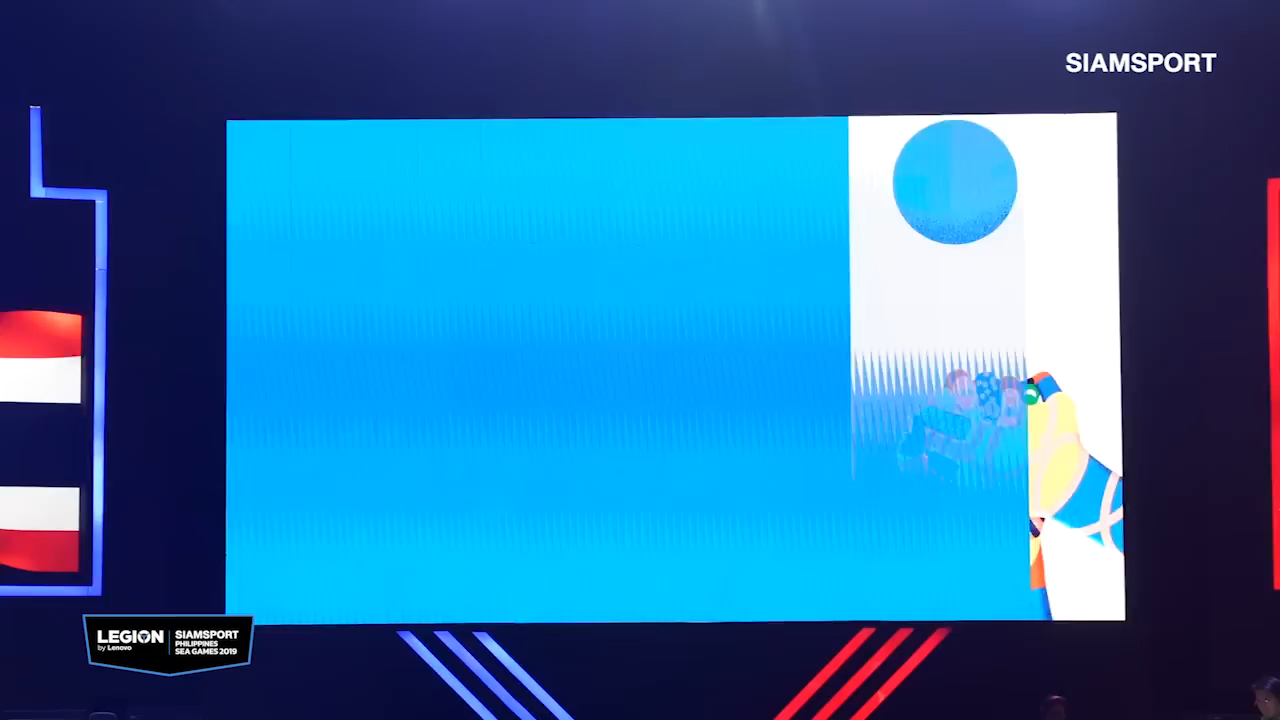 SIAMSPORT
LEGION
by Lenovo
SIAMSPORT
PHILIPPINES
SEA GAMES 2019